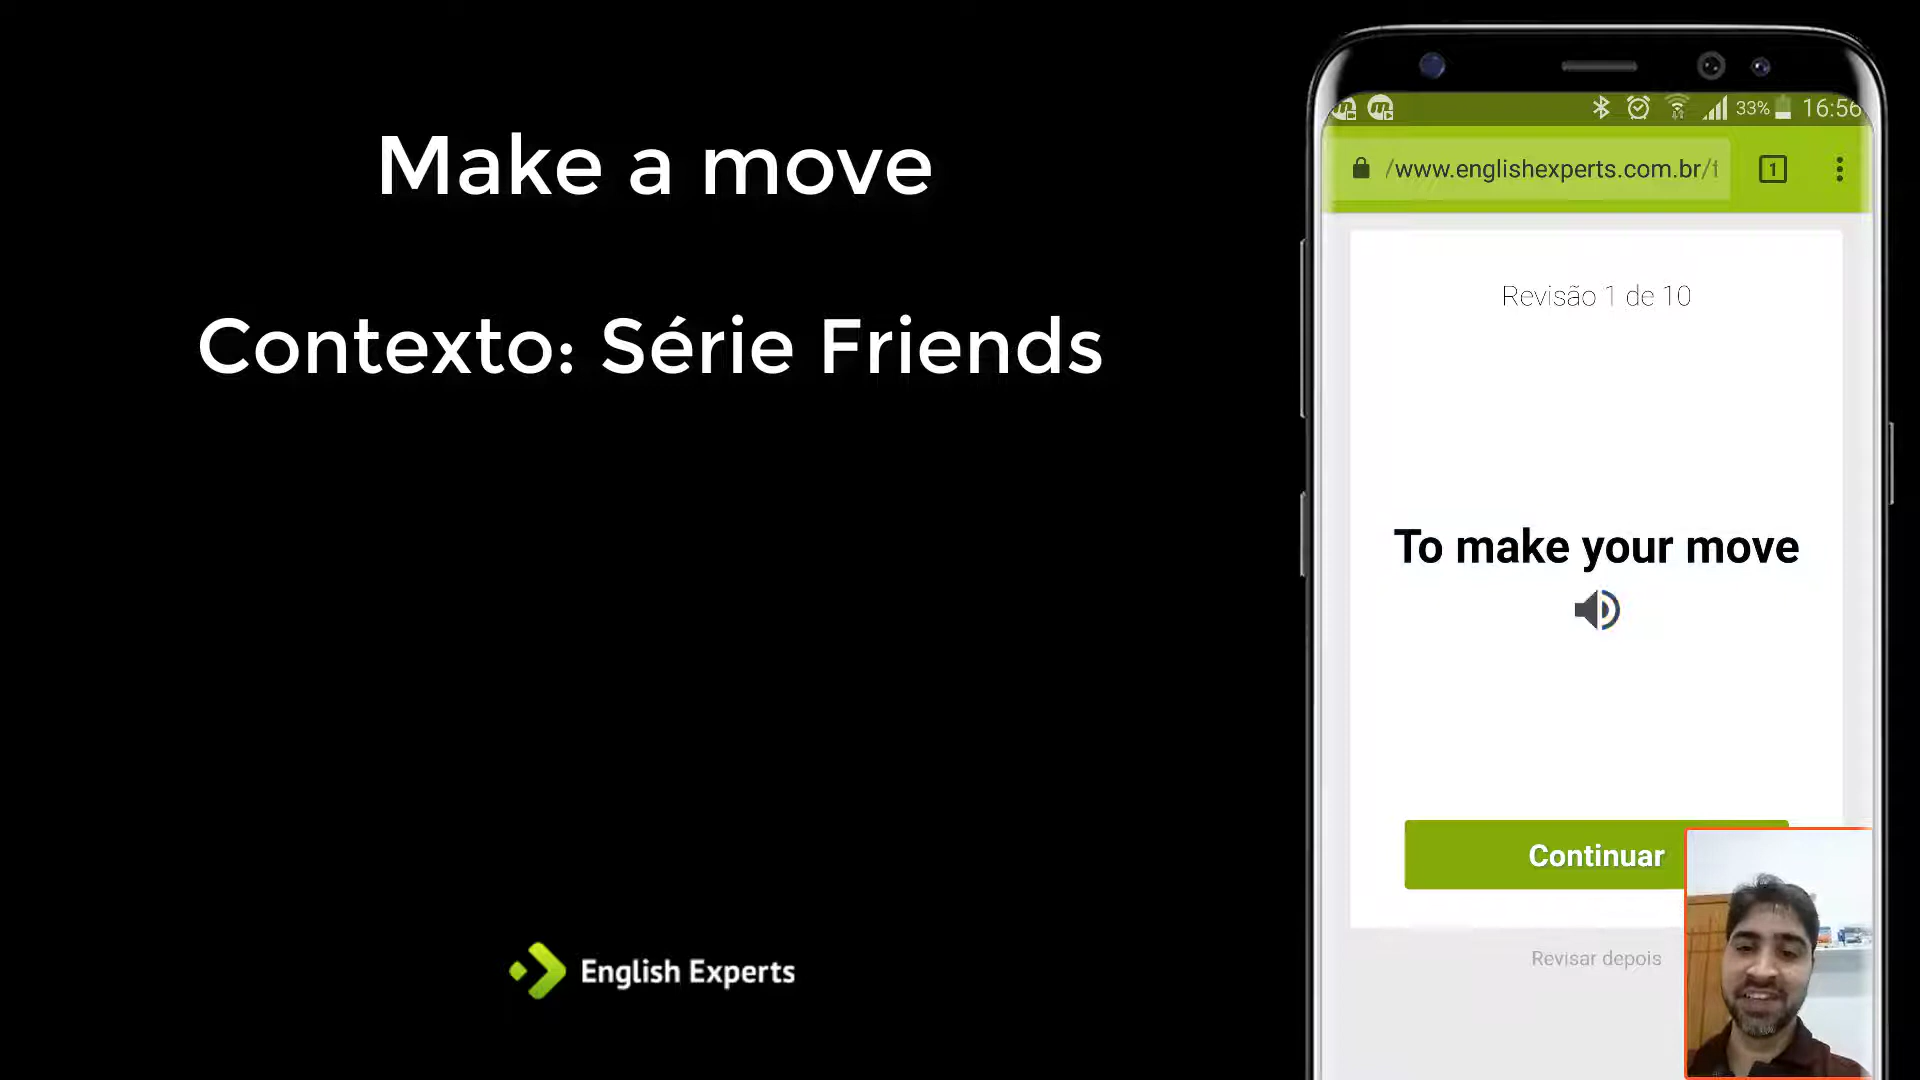 Make a move
Contexto: Série Friends
English Experts
33% 16:56
/www.englishexperts.com.br/t
1
Revisão 1 de 10
To make your move
Continuar
Revisar depois